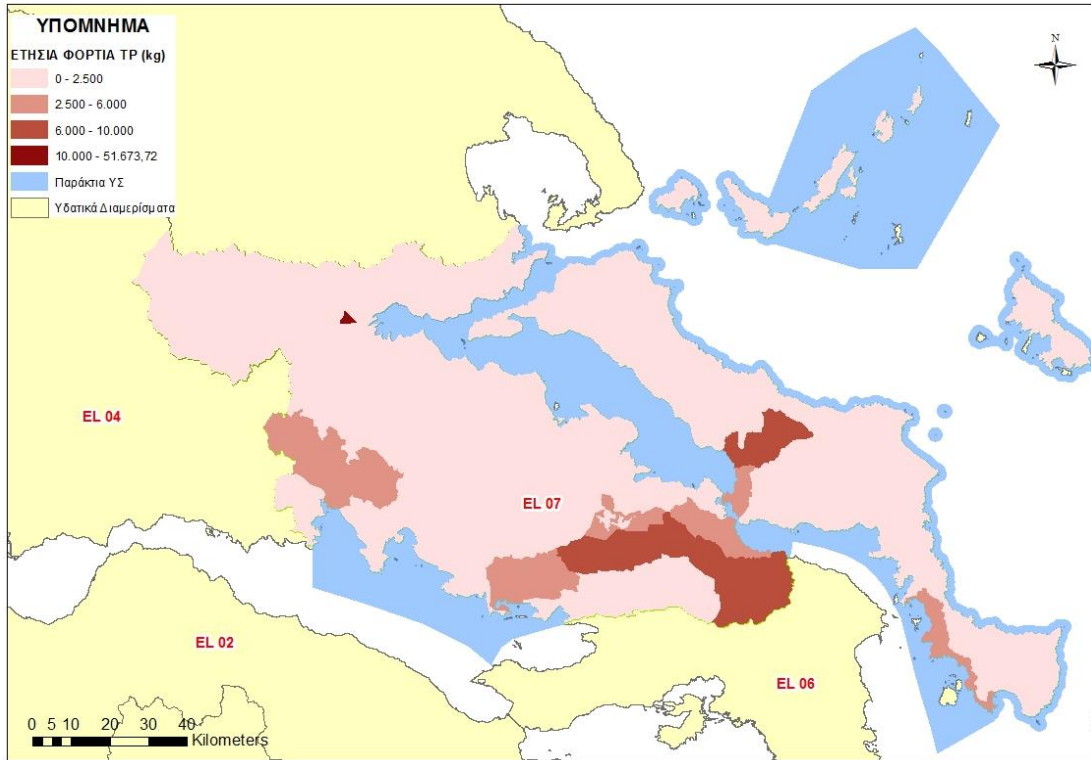 ΥΠΟΜΝΗΜΑ
ΕΤΗΣΙΑ ΦΟΡΤΙΑ TP (kg)
0 - 2.500
2.500 - 6.000
6.000 - 10.000
10.000 - 51.673,72
Παράκτια ΥΣ
Υδατικά Διαμερίσματα
N
EL 04
EL 07
EL 02
EL 06
0 5 10 20 30 40
Kilometers